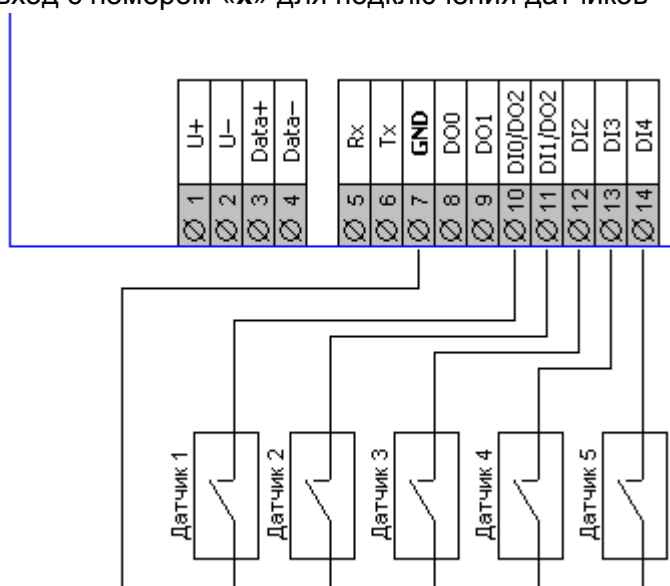 вход с номером «х» для подключения датчиков
U+
U−
Data+
Data−
Rx
Tx
GND
DO0
DO1
DI0/DO2
DI1/DO2
DI2
DI3
DI4
1
2
3
4
5
6
7
8
9
10
11
12
13
14
Датчик 1
Датчик 2
Датчик 3
Датчик 4
Датчик 5